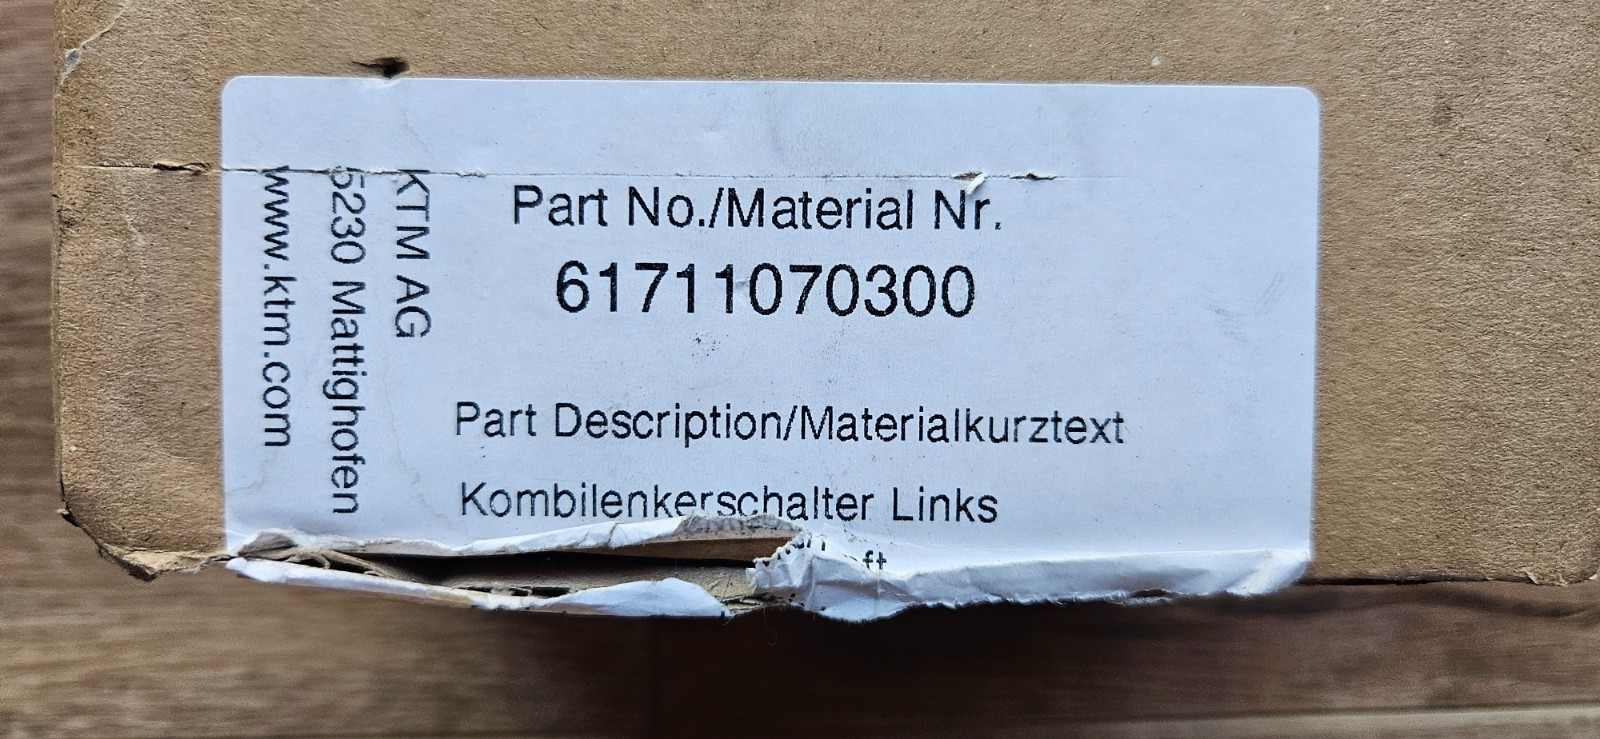 KTM AG
5230 Mattighofen
www.ktm.com
Part No./Material Nr.
61711070300
Part Description/Materialkurztext
Kombilenkerschalter Links